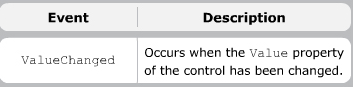 Event Description
ValueChanged
Occurs when the Value property
of the control has been changed.